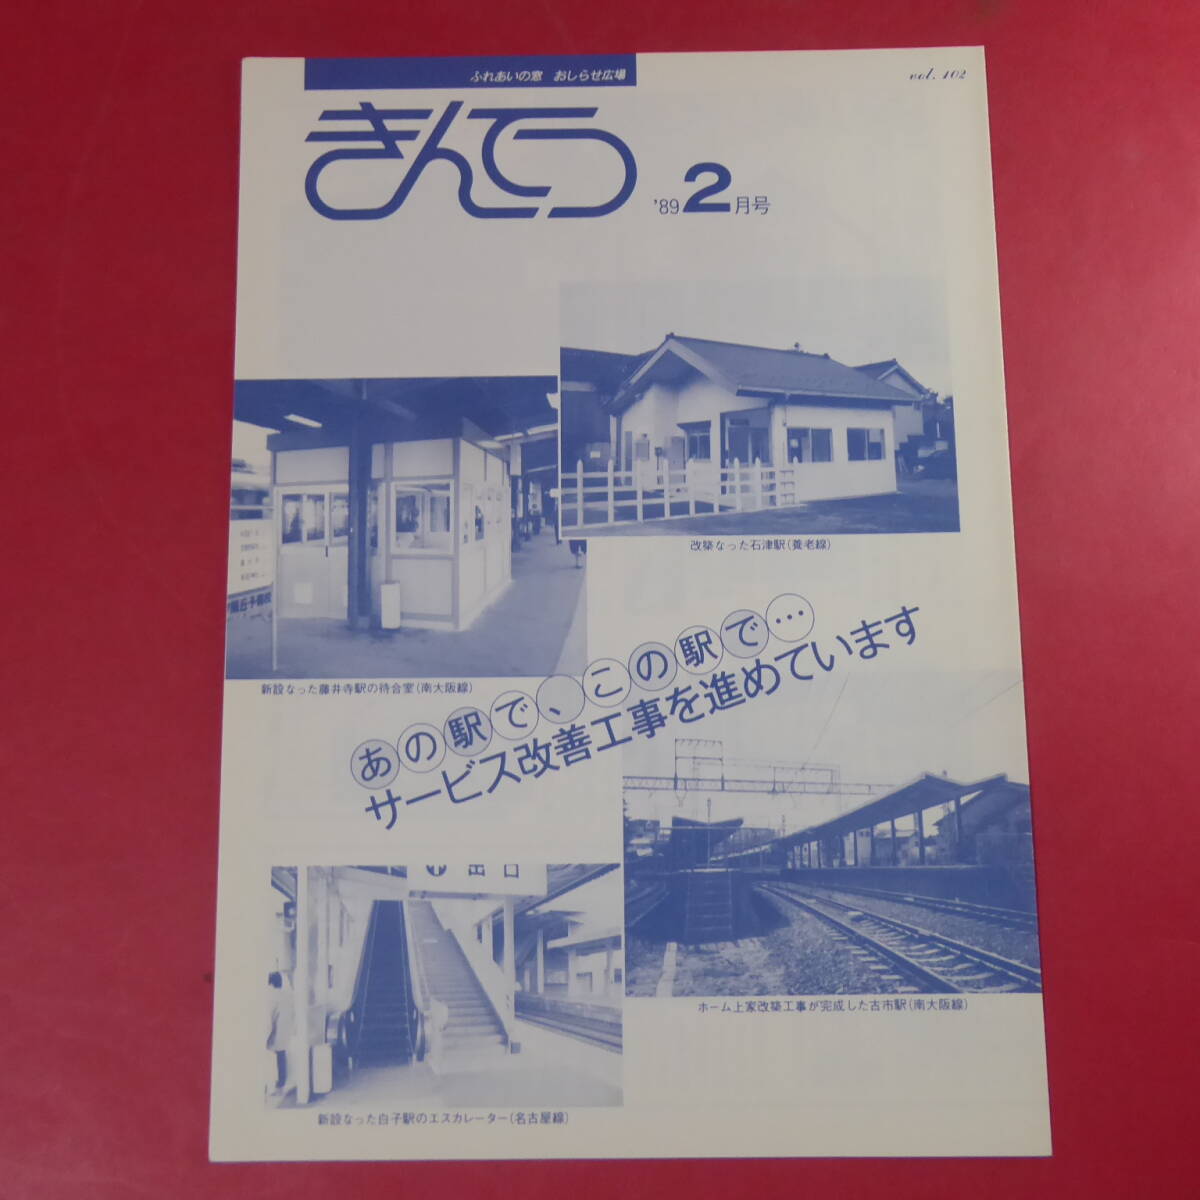 ふれあいの窓 おしらせ広場
vol. 402
きんてつ
'89 2月号
改築なった石津駅(養老線)
新設なった藤井寺駅の待合室(南大阪線)
あの駅で、この駅で…
サービス改善工事を進めています
出口
ホーム上家改築工事が完成した古市駅(南大阪線)
新設なった白子駅のエスカレーター(名古屋線)